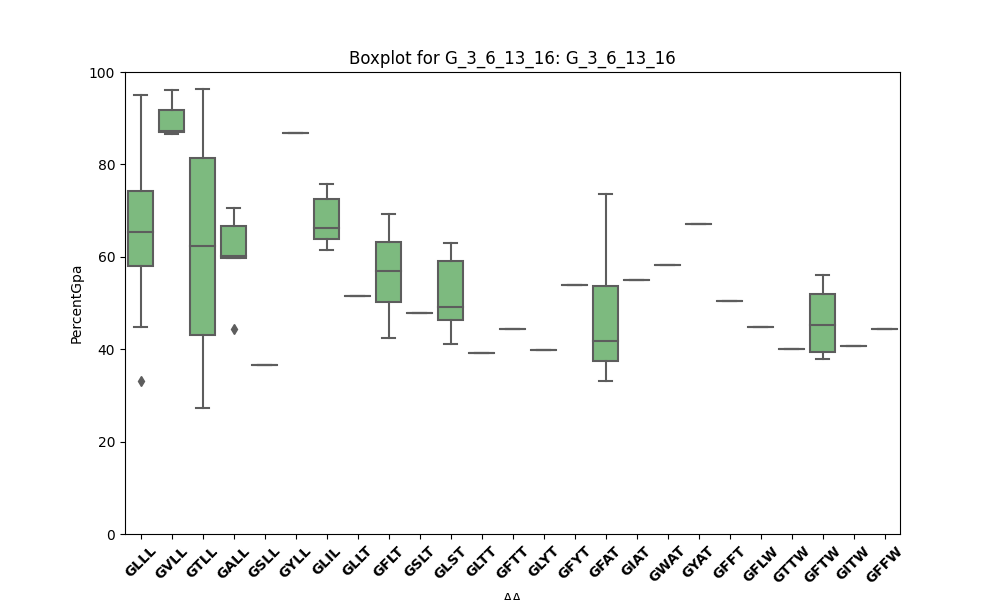 Boxplot for G_3_6_13_16: G_3_6_13_16
100
80
60
40
20
0
PercentGpa
GLLL GVLL GTLL GALL GSLL GYLL GLIL GLLT GFLT GSLT GLST GLTT GFTT GLYT GFYT GFAT GIAT GWAT GYAT GFFT GFLW GTTW GFTW GITW GFFW
AA